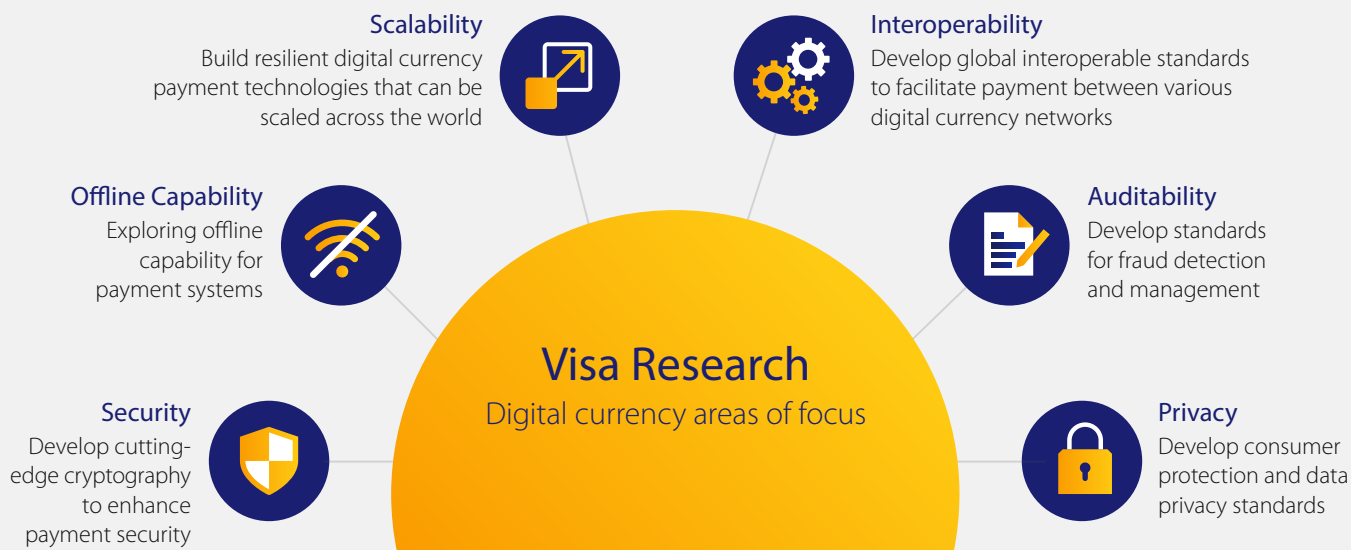 Scalability
Build resilient digital currency
payment technologies that can be
scaled across the world
Interoperability
Develop global interoperable standards
to facilitate payment between various
digital currency networks
Offline Capability
Exploring offline
capability for
payment systems
Auditability
Develop standards
for fraud detection
and management
Visa Research
Digital currency areas of focus
Security
Develop cutting-
edge cryptography
to enhance
payment security
Privacy
Develop consumer
protection and data
privacy standards